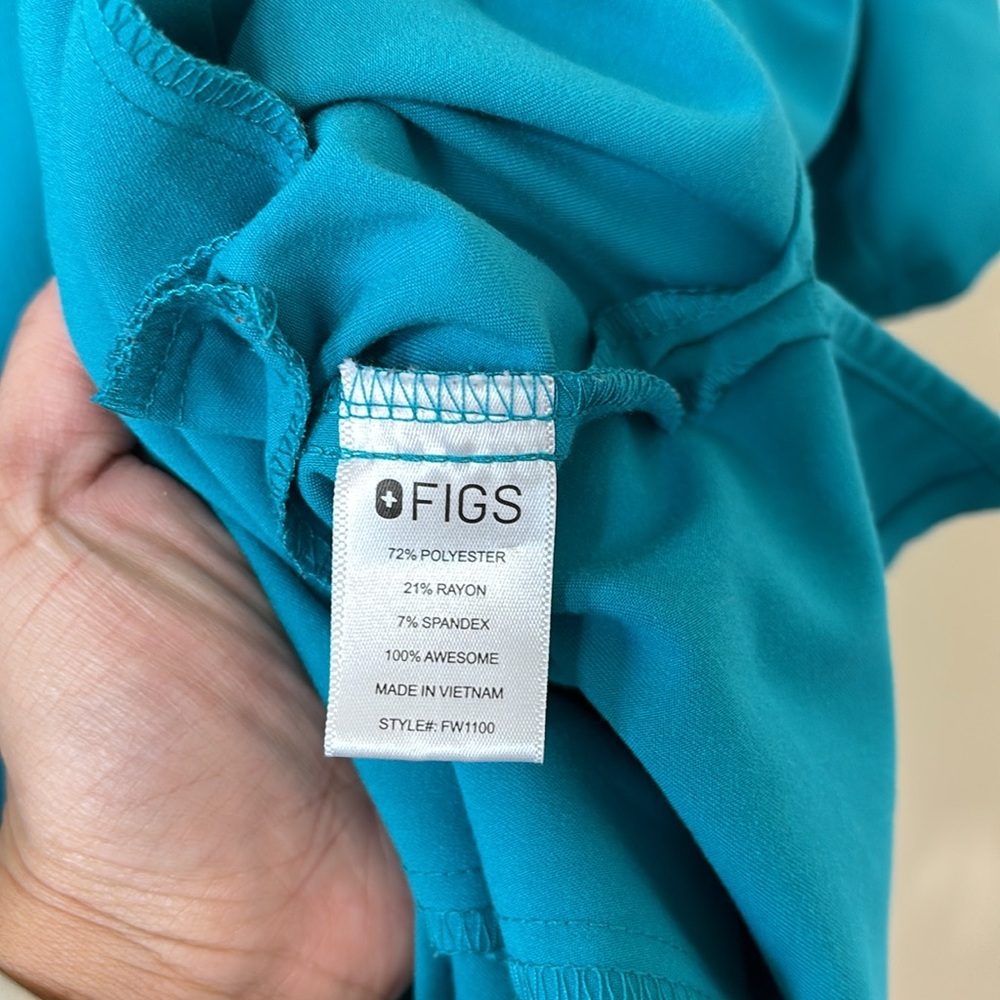 FIGS
72% POLYESTER
21% RAYON
7% SPANDEX
100% AWESOME
MADE IN VIETNAM
STYLE#: FW1100